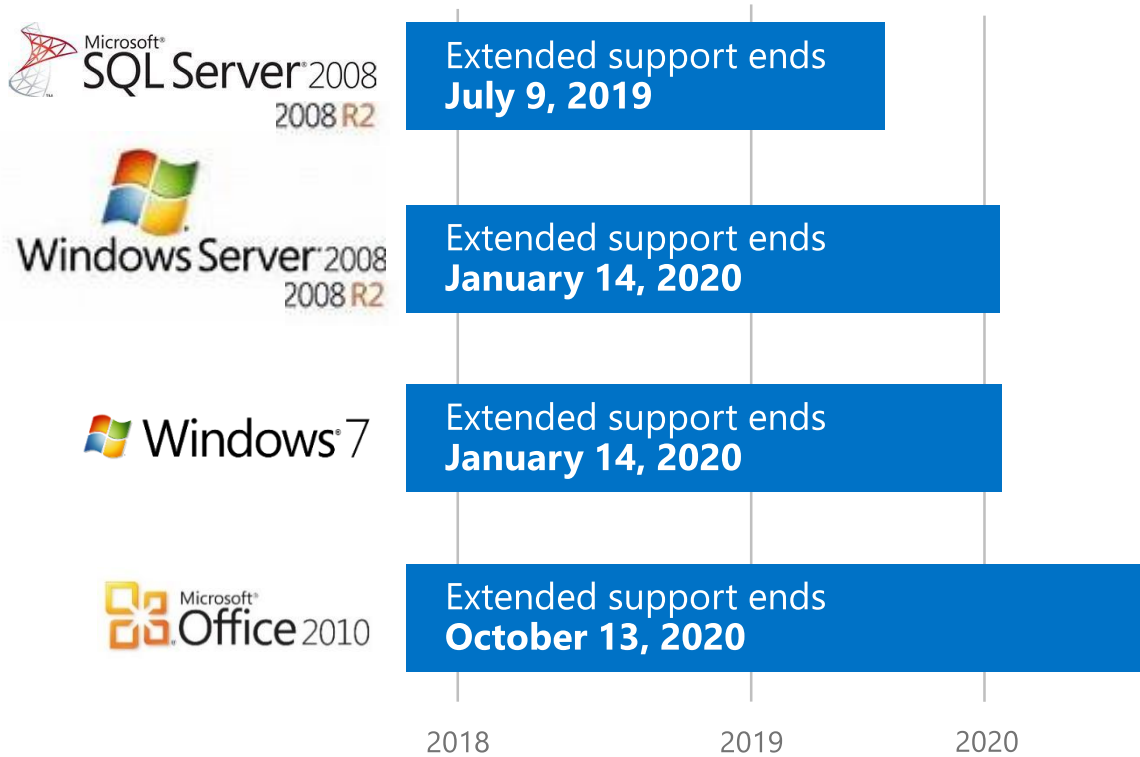 Microsoft®
SQL Server® 2008
2008 R2
Extended support ends
July 9, 2019
Windows Server® 2008
2008 R2
Extended support ends
January 14, 2020
Windows® 7
Extended support ends
January 14, 2020
Microsoft®
Office 2010
Extended support ends
October 13, 2020
2018 2019 2020